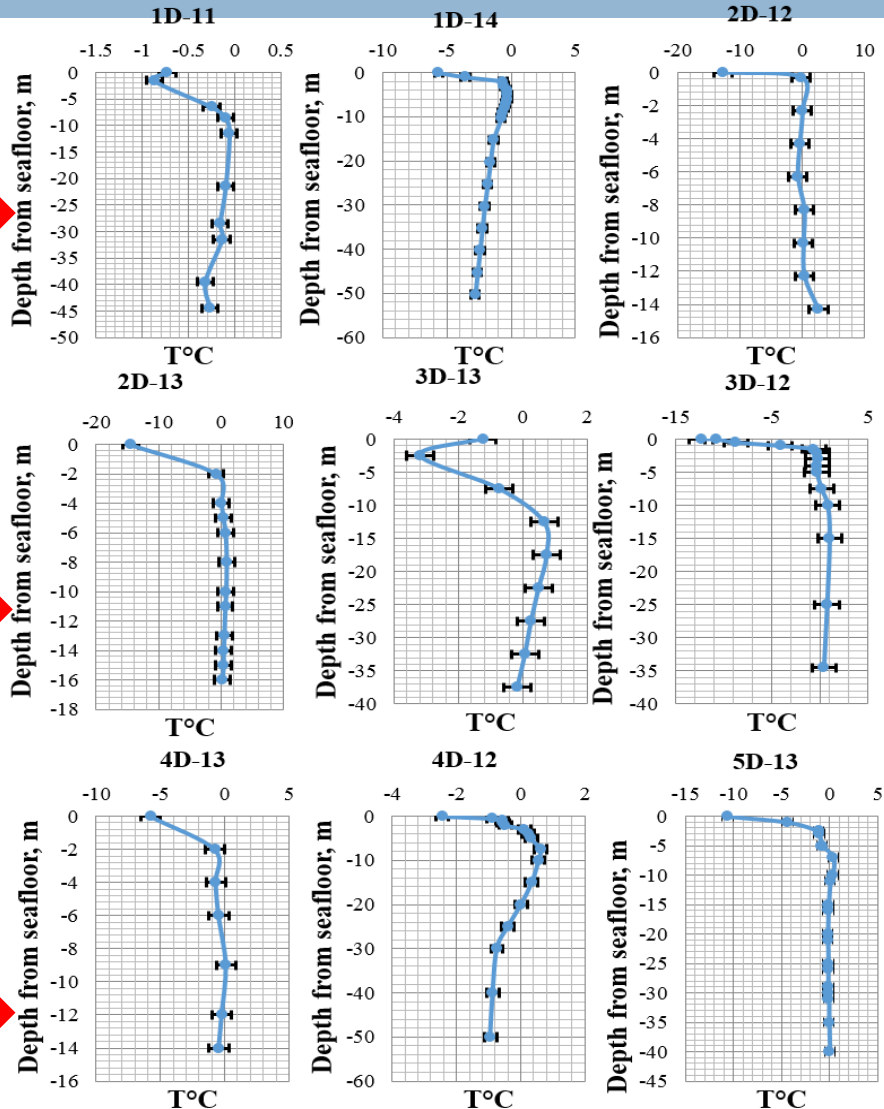 1D-11
-1.5 -1 -0.5 0 0.5
0
-5
-10
-15
-20
-25
-30
-35
-40
-45
-50
Depth from seafloor, m
T°C
1D-14
-10 -5 0 5
0
-10
-20
-30
-40
-50
-60
Depth from seafloor, m
T°C
2D-12
-20 -10 0 10
0
-2
-4
-6
-8
-10
-12
-14
-16
Depth from seafloor, m
T°C
2D-13
-20 -10 0 10
0
-2
-4
-6
-8
-10
-12
-14
-16
-18
Depth from seafloor, m
T°C
3D-13
-4 -2 0 2
0
-5
-10
-15
-20
-25
-30
-35
-40
Depth from seafloor, m
T°C
3D-12
-15 -5 5
0
-5
-10
-15
-20
-25
-30
-35
-40
Depth from seafloor, m
T°C
4D-13
-10 -5 0 5
0
-2
-4
-6
-8
-10
-12
-14
-16
Depth from seafloor, m
T°C
4D-12
-4 -2 0 2
0
-10
-20
-30
-40
-50
-60
Depth from seafloor, m
T°C
5D-13
-15 -10 -5 0 5
0
-5
-10
-15
-20
-25
-30
-35
-40
-45
Depth from seafloor, m
T°C